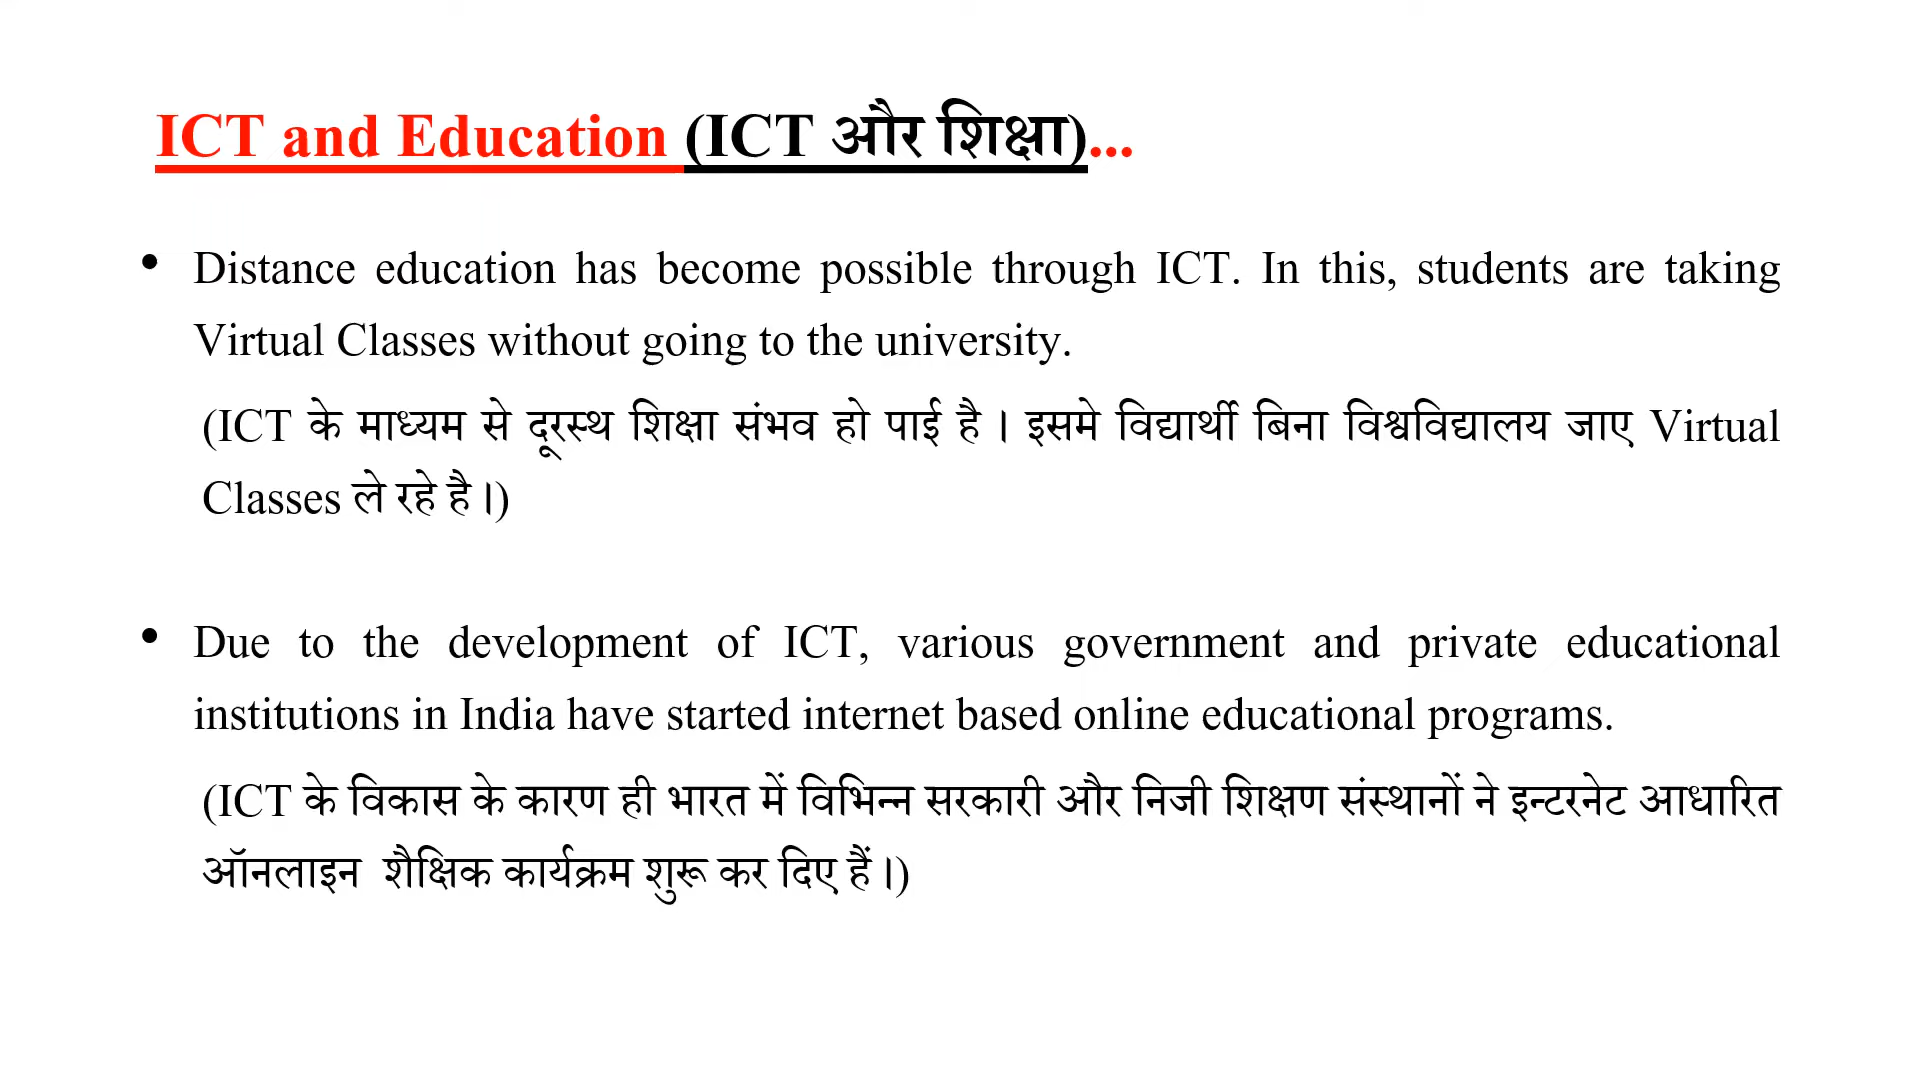 ICT and Education (ICT और शिक्षा)...
• Distance education has become possible through ICT. In this, students are taking
Virtual Classes without going to the university.
(ICT के माध्यम से दूरस्थ शिक्षा संभव हो पाई है । इसमे विद्यार्थी बिना विश्वविद्यालय जाए Virtual
Classes ले रहे है ।)
• Due to the development of ICT, various government and private educational
institutions in India have started internet based online educational programs.
(ICT के विकास के कारण ही भारत में विभिन्न सरकारी और निजी शिक्षण संस्थानों ने इन्टरनेट आधारित
ऑनलाइन शैक्षिक कार्यक्रम शुरू कर दिए हैं ।)